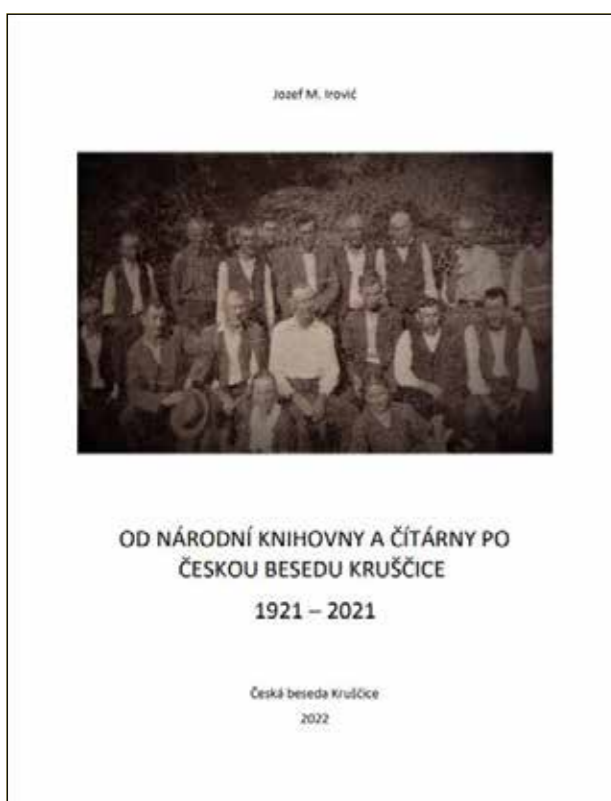 Jozef M. Irović
OD NÁRODNÍ KNIHOVNY A ČÍTÁRNY PO
ČESKOU BESEDU KRUŠČICE
1921 – 2021
Česká beseda Kruščice
2022